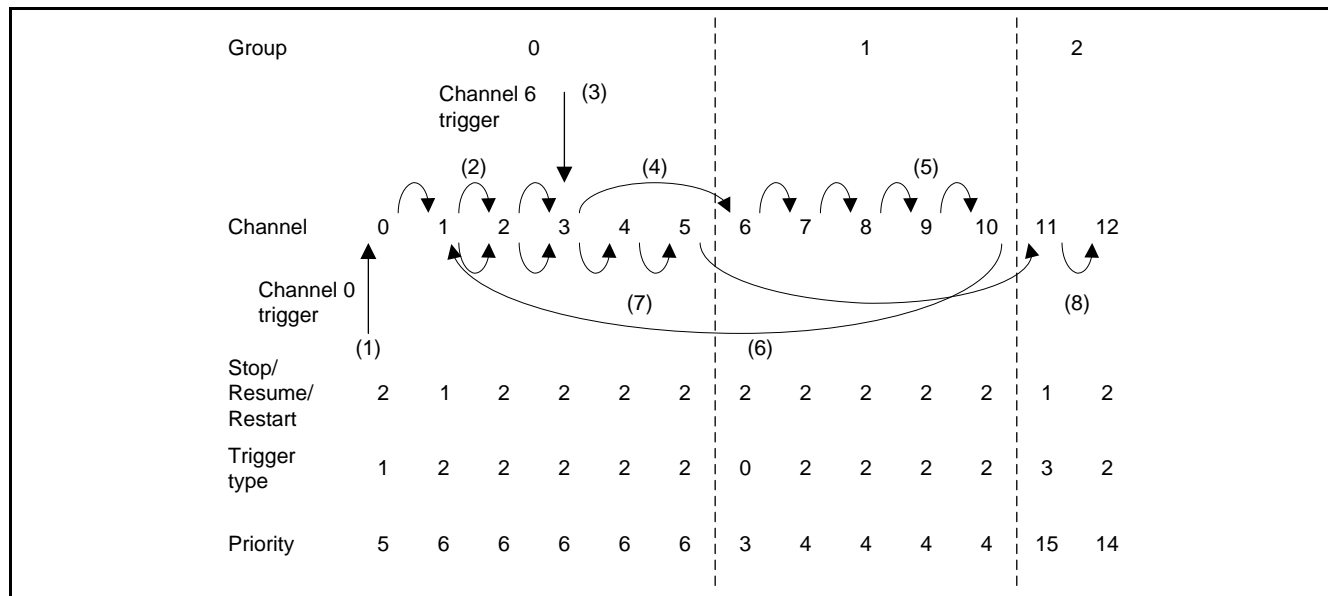 Group 0 1 2
Channel 6 (3)
trigger
(2) (4) (5)
Channel 0 1 2 3 4 5 6 7 8 9 10 11 12
Channel 0
trigger
(7) (8)
(1) (6)
Stop/
Resume/ 2 1 2 2 2 2 2 2 2 2 2 1 2
Restart
Trigger
type 1 2 2 2 2 2 0 2 2 2 2 3 2
Priority 5 6 6 6 6 6 3 4 4 4 4 15 14